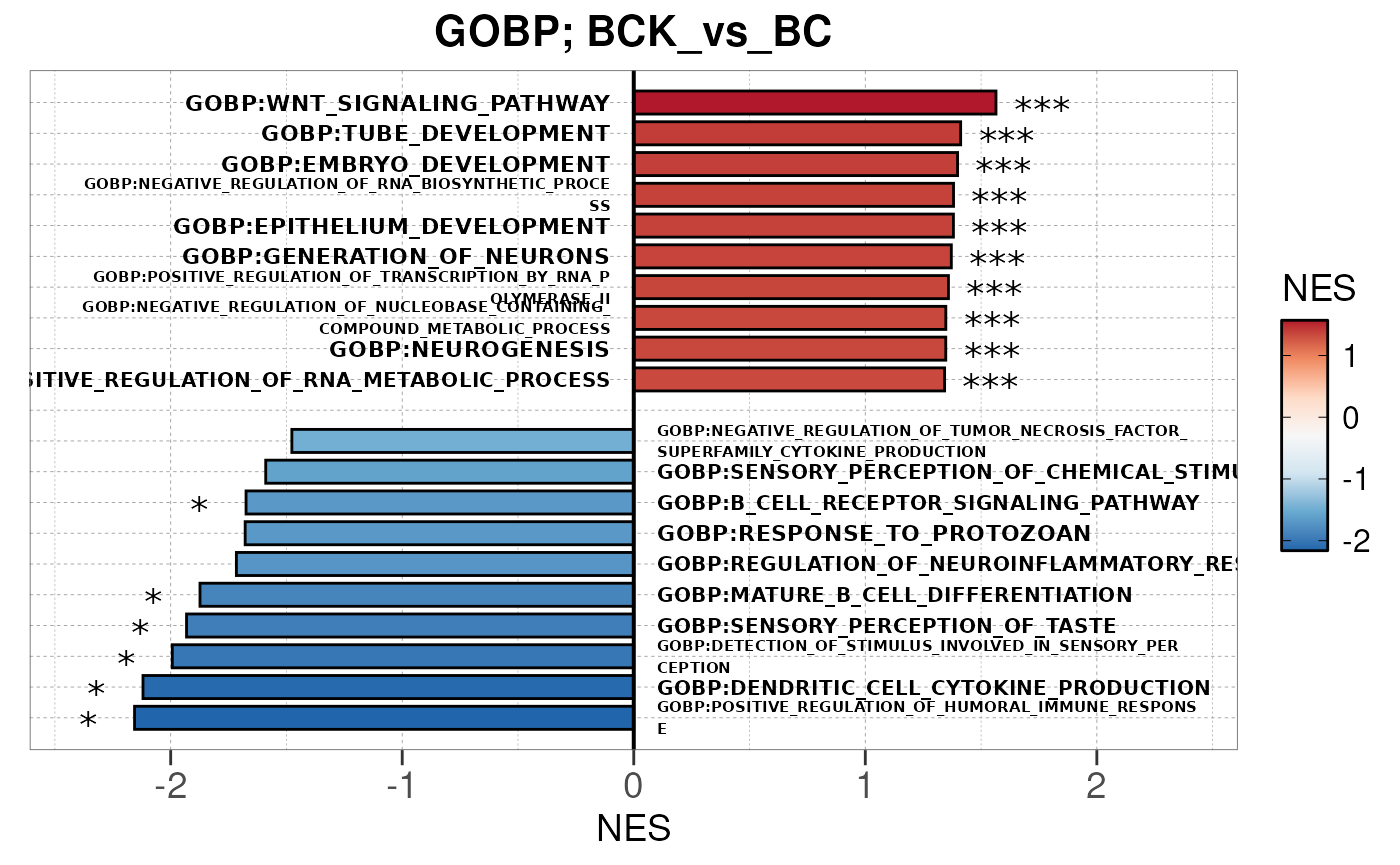 GOBP; BCK_vs_BC
GOBP:WNT_SIGNALING_PATHWAY
***
GOBP:TUBE_DEVELOPMENT
***
GOBP:EMBRYO_DEVELOPMENT
***
GOBP:NEGATIVE_REGULATION_OF_RNA_BIOSYNTHETIC_PROCE
SS
***
GOBP:EPITHELIUM_DEVELOPMENT
***
GOBP:GENERATION_OF_NEURONS
***
GOBP:POSITIVE_REGULATION_OF_TRANSCRIPTION_BY_RNA_P
OLYMERASE_II
***
GOBP:NEGATIVE_REGULATION_OF_NUCLEOBASE_CONTAINING_
COMPOUND_METABOLIC_PROCESS
***
GOBP:NEUROGENESIS
***
SITIVE_REGULATION_OF_RNA_METABOLIC_PROCESS
***
GOBP:NEGATIVE_REGULATION_OF_TUMOR_NECROSIS_FACTOR_
SUPERFAMILY_CYTOKINE_PRODUCTION
GOBP:SENSORY_PERCEPTION_OF_CHEMICAL_STIMU
*
GOBP:B_CELL_RECEPTOR_SIGNALING_PATHWAY
GOBP:RESPONSE_TO_PROTOZOAN
GOBP:REGULATION_OF_NEUROINFLAMMATORY_RES
*
GOBP:MATURE_B_CELL_DIFFERENTIATION
*
GOBP:SENSORY_PERCEPTION_OF_TASTE
*
GOBP:DETECTION_OF_STIMULUS_INVOLVED_IN_SENSORY_PER
CEPTION
*
GOBP:DENDRITIC_CELL_CYTOKINE_PRODUCTION
*
GOBP:POSITIVE_REGULATION_OF_HUMORAL_IMMUNE_RESPONS
E
-2 -1 0 1 2
NES
NES
1
0
-1
-2